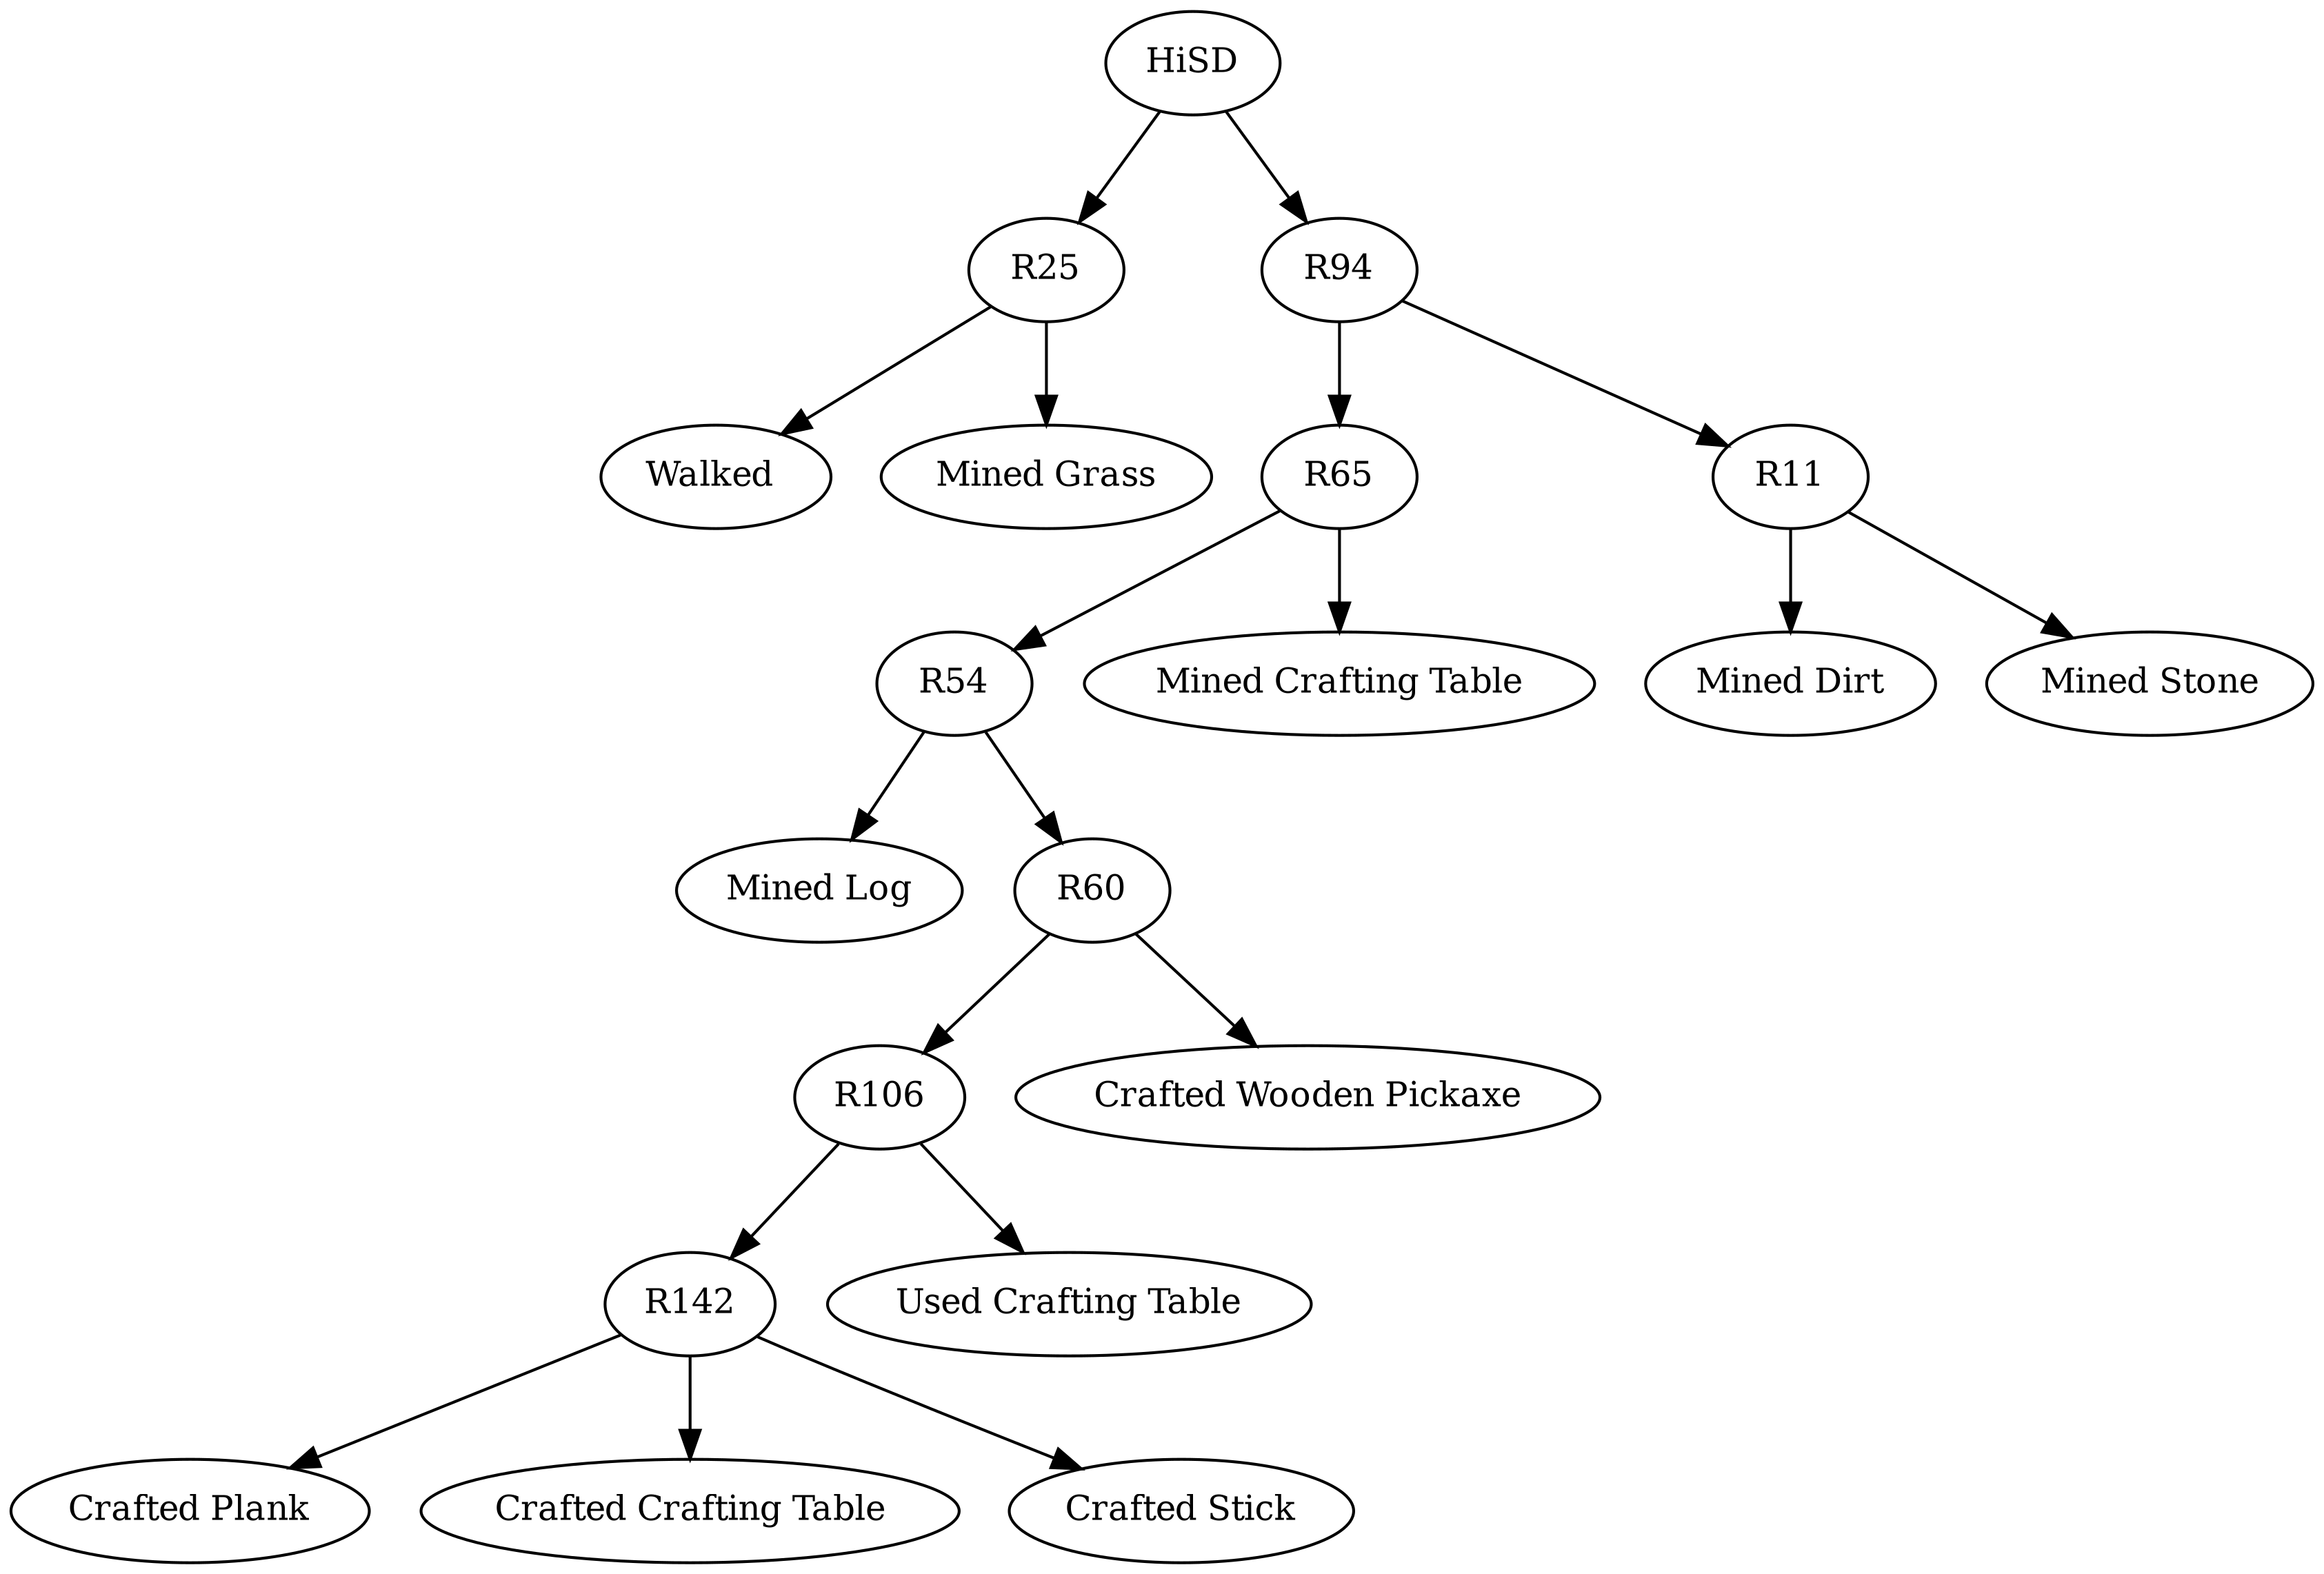 HiSD
R25
R94
Walked
Mined Grass
R65
R11
R54
Mined Crafting Table
Mined Dirt
Mined Stone
Mined Log
R60
R106
Crafted Wooden Pickaxe
R142
Used Crafting Table
Crafted Plank
Crafted Crafting Table
Crafted Stick